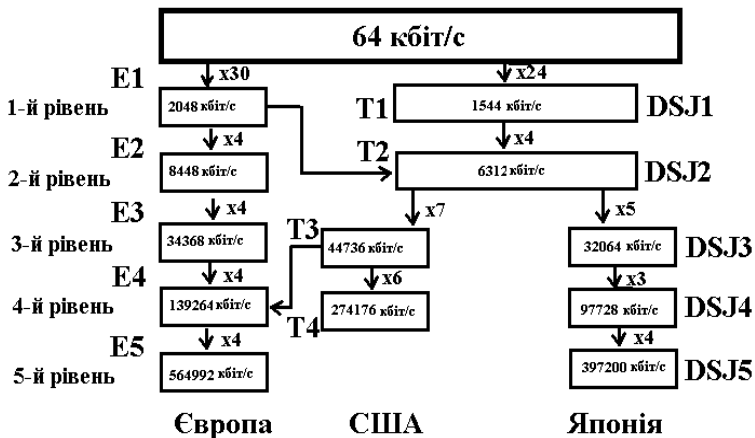 64 кбіт/с
E1 x30 x24
1-й рівень 2048 кбіт/с T1 1544 кбіт/с DSJ1
E2 x4 T2 x4
2-й рівень 8448 кбіт/с 6312 кбіт/с DSJ2
E3 x4 x7 x5
3-й рівень 34368 кбіт/с T3 44736 кбіт/с 32064 кбіт/с DSJ3
E4 x4 x6 x3
4-й рівень 139264 кбіт/с T4 274176 кбіт/с 97728 кбіт/с DSJ4
E5 x4 x4
5-й рівень 564992 кбіт/с 397200 кбіт/с DSJ5
Європа США Японія